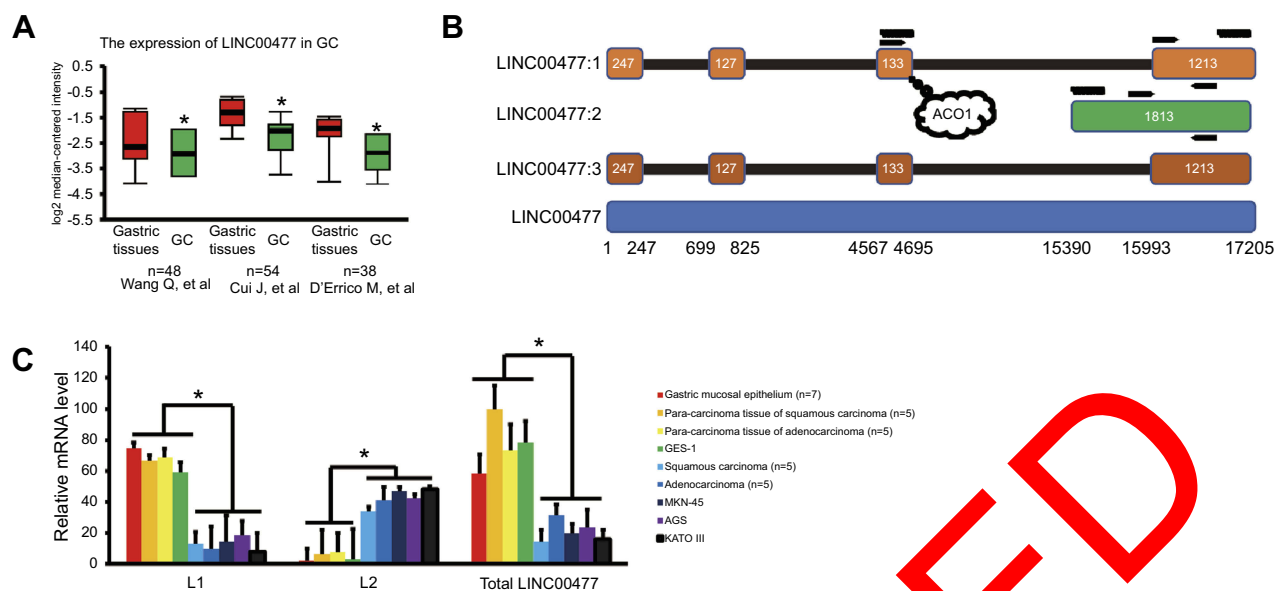 A
The expression of LINC00477 in GC
log2 median-centered intensity
0.5
-0.5
-1.5
-2.5
-3.5
-4.5
-5.5
* * *
Gastric tissues GC Gastric tissues GC Gastric tissues GC
n=48 n=54 n=38
Wang Q, et al Cui J, et al D'Errico M, et al
B
LINC00477:1 247 127 133 1213
ACO1
LINC00477:2 1813
LINC00477:3 247 127 133 1213
LINC00477
1 247 699 825 4567 4695 15390 15993 17205
C
Relative mRNA level
140
120
100
80
60
40
20
0
* * *
L1 L2 Total LINC00477
Gastric mucosal epithelium (n=7)
Para-carcinoma tissue of squamous carcinoma (n=5)
Para-carcinoma tissue of adenocarcinoma (n=5)
GES-1
Squamous carcinoma (n=5)
Adenocarcinoma (n=5)
MKN-45
AGS
KATO III
D